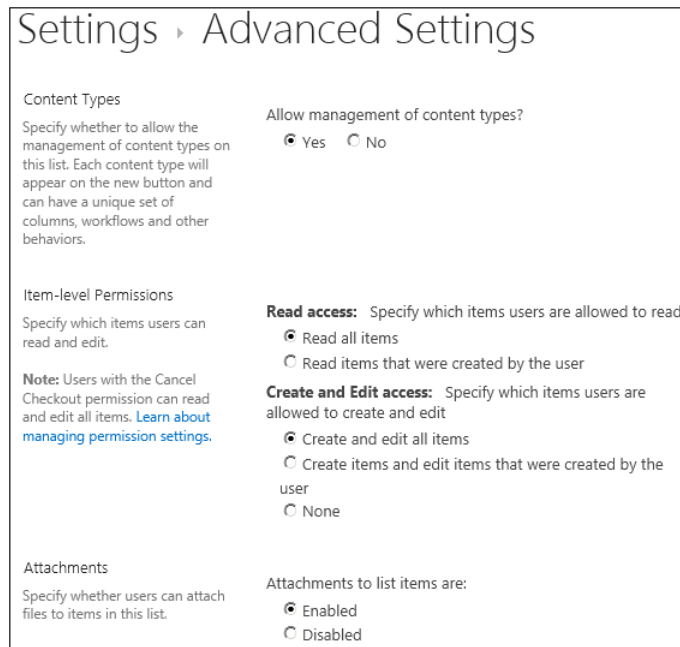 Settings ▸ Advanced Settings
Content Types
Specify whether to allow the
management of content types on
this list. Each content type will
appear on the new button and
can have a unique set of
columns, workflows and other
behaviors.
Allow management of content types?
Yes No
Item-level Permissions
Specify which items users can
read and edit.
Note: Users with the Cancel
Checkout permission can read
and edit all items. Learn about
managing permission settings.
Read access: Specify which items users are allowed to read
Read all items
Read items that were created by the user
Create and Edit access: Specify which items users are
allowed to create and edit
Create and edit all items
Create items and edit items that were created by the
user
None
Attachments
Specify whether users can attach
files to items in this list.
Attachments to list items are:
Enabled
Disabled